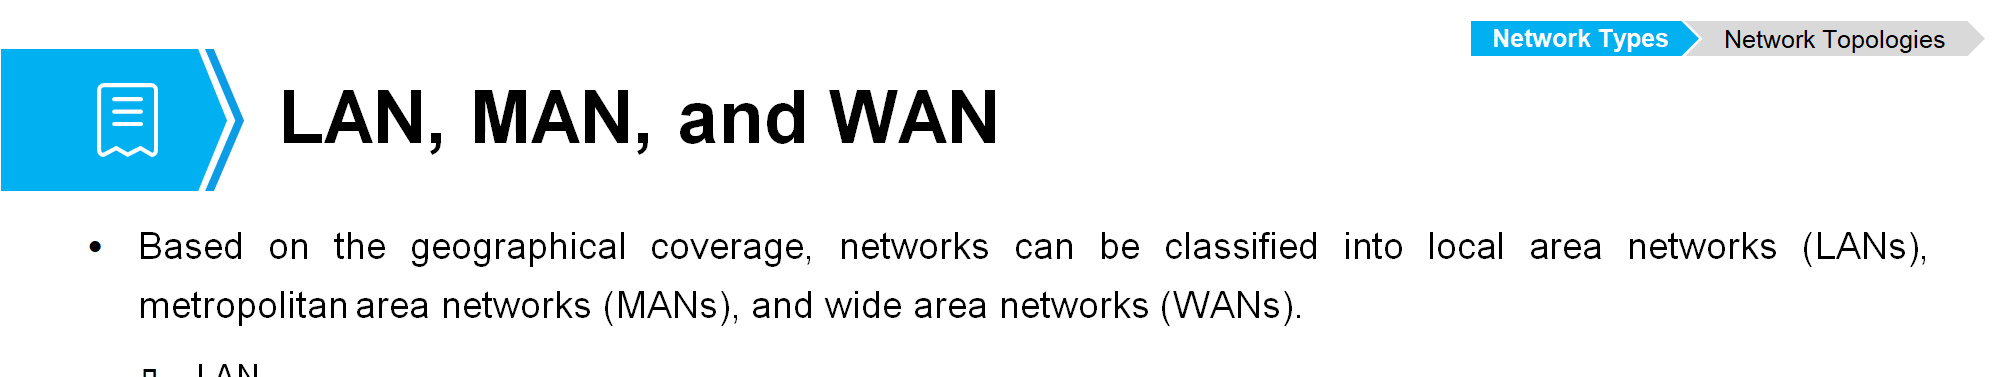 Network Types Network Topologies
LAN, MAN, and WAN
• Based on the geographical coverage, networks can be classified into local area networks (LANs),
metropolitan area networks (MANs), and wide area networks (WANs).
LAN